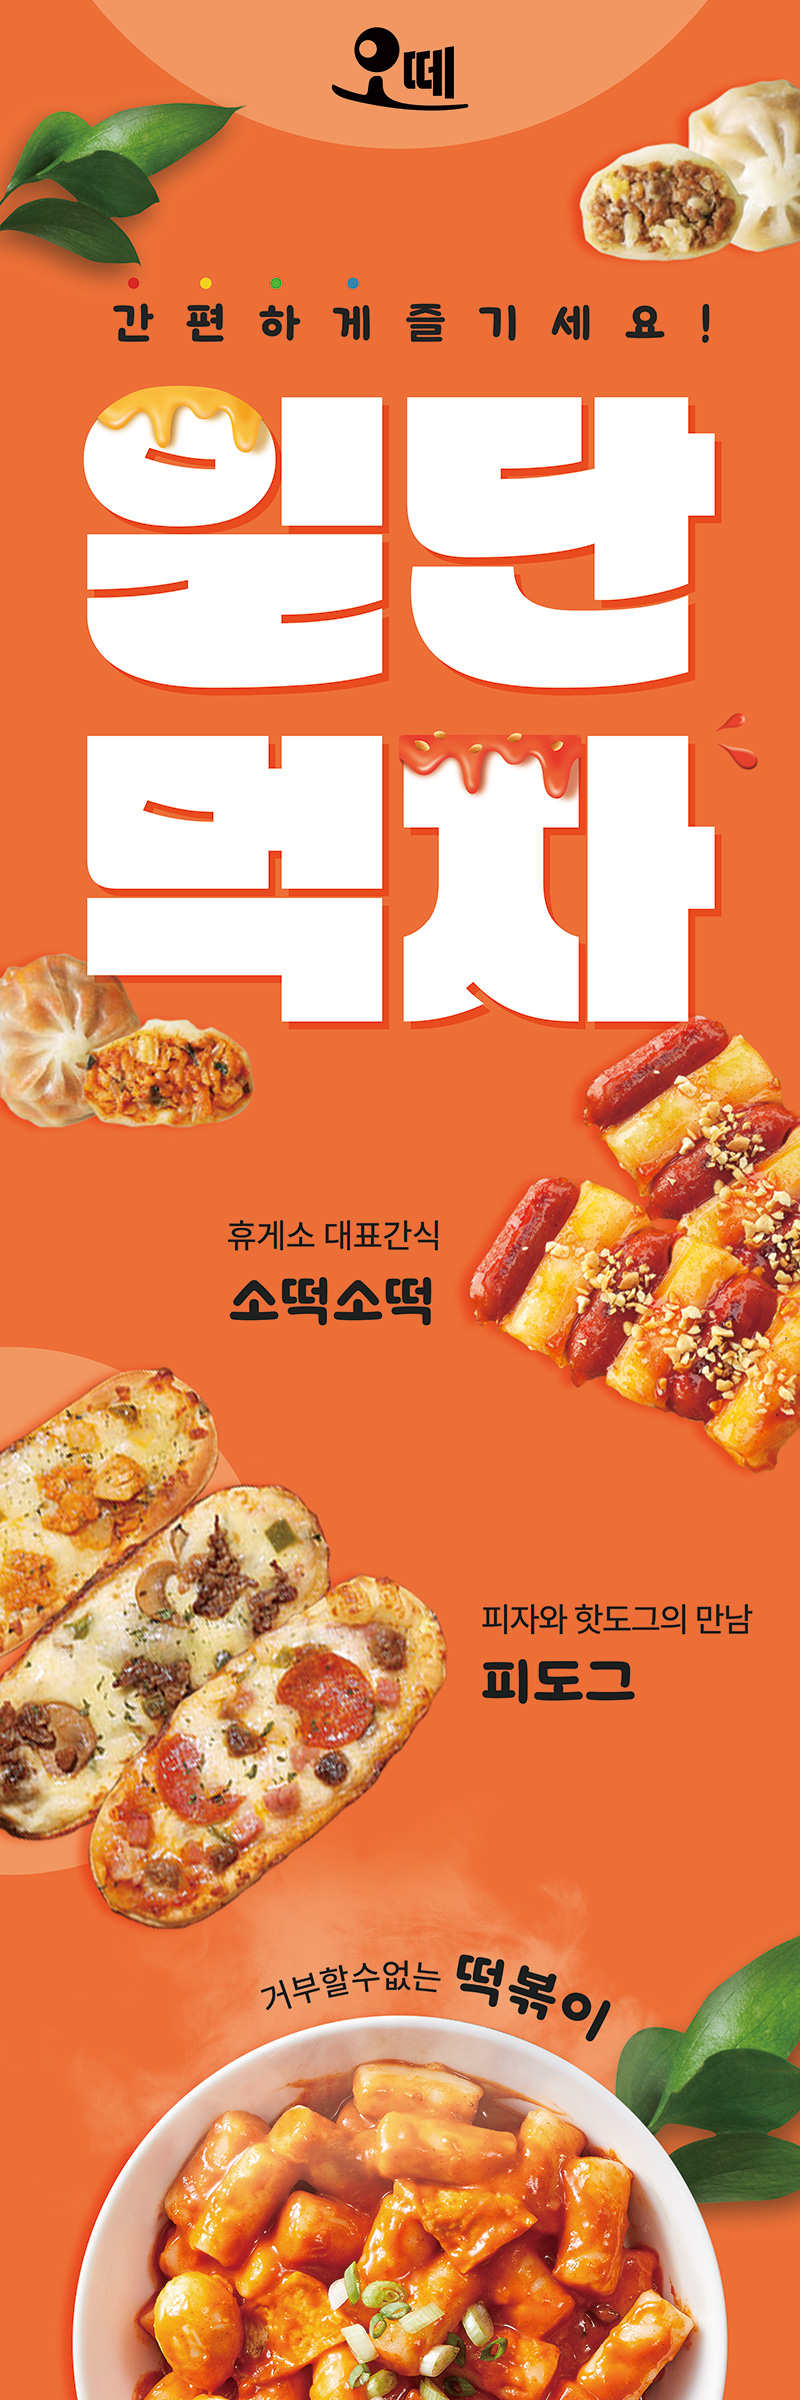 오떼
간편하게즐기세요!
일단
먹자
휴게소 대표간식
소떡소떡
피자와 핫도그의 만남
피도그
거부할수없는 떡볶이